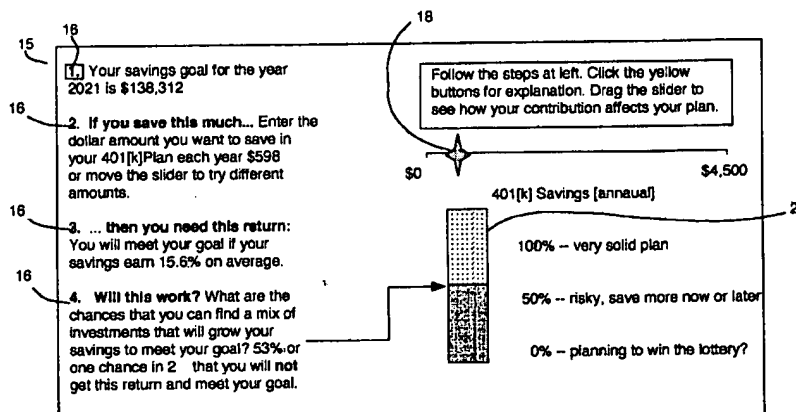 16
18
15
1. Your savings goal for the year
2021 is $138,312
Follow the steps at left. Click the yellow
buttons for explanation. Drag the slider to
see how your contribution affects your plan.
16
2. If you save this much... Enter the
dollar amount you want to save in
your 401[k]Plan each year $598
or move the slider to try different
amounts.
$0
$4,500
401[k] Savings [annaual]
16
3. ... then you need this return:
You will meet your goal if your
savings earn 15.6% on average.
2
100% -- very solid plan
16
4. Will this work? What are the
chances that you can find a mix of
investments that will grow your
savings to meet your goal? 53% or
one chance in 2 that you will not
get this return and meet your goal.
50% -- risky, save more now or later
0% -- planning to win the lottery?